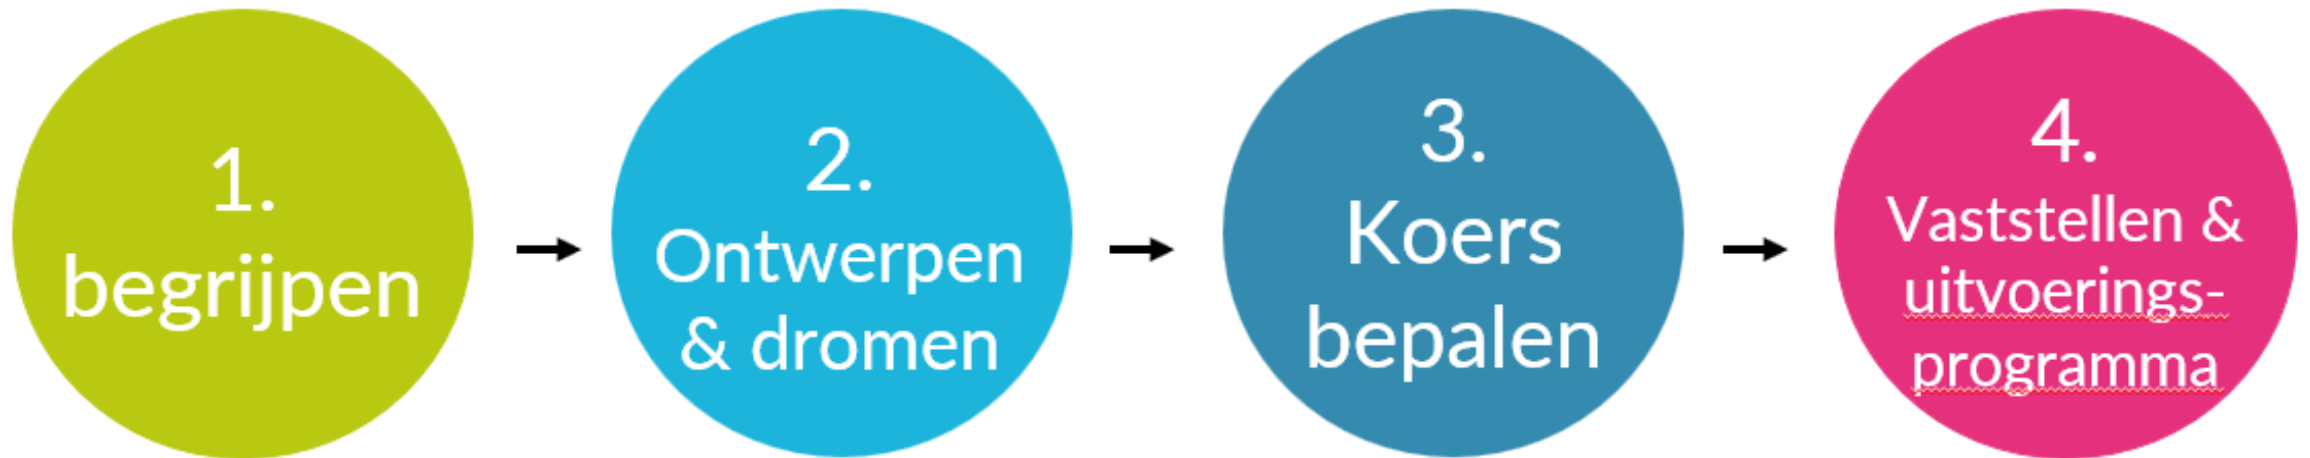 1.
begrijpen
2.
Ontwerpen
& dromen
3.
Koers
bepalen
4.
Vaststellen &
uitvoerings-
programma